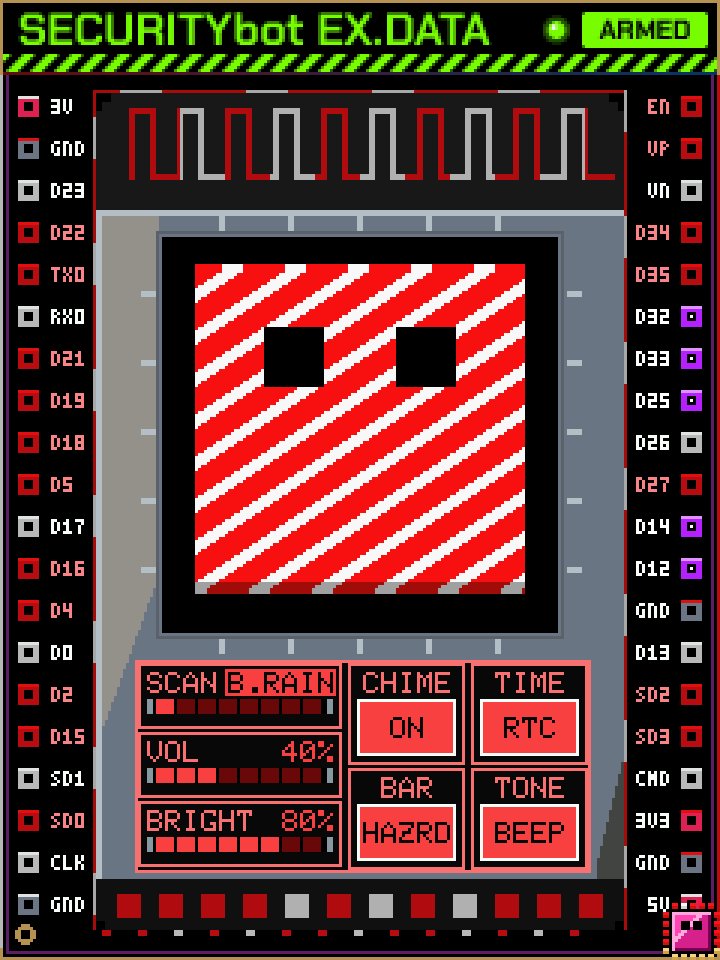 SECURITYbot EX.DATA
ARMED
3V
GND
D23
D22
TX0
RX0
D21
D19
D18
D5
D17
D16
D4
D0
D2
D15
SD1
SD0
CLK
GND
SCAN B.RAIN
VOL 40%
BRIGHT 80%
CHIME
ON
TIME
RTC
BAR
HAZRD
TONE
BEEP
EN
VP
VN
D34
D35
D32
D33
D25
D26
D27
D14
D12
GND
D13
SD2
SD3
CMD
3V3
GND
5V